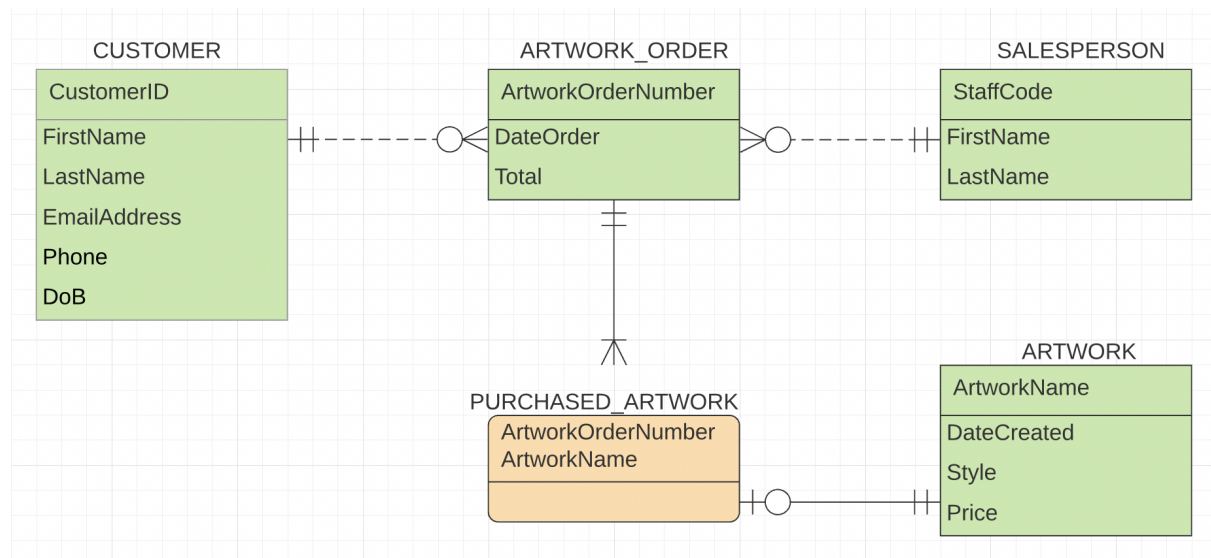 CUSTOMER
CustomerID
FirstName
LastName
EmailAddress
Phone
DoB
ARTWORK_ORDER
ArtworkOrderNumber
DateOrder
Total
SALESPERSON
StaffCode
FirstName
LastName
PURCHASED_ARTWORK
ArtworkOrderNumber
ArtworkName
ARTWORK
ArtworkName
DateCreated
Style
Price